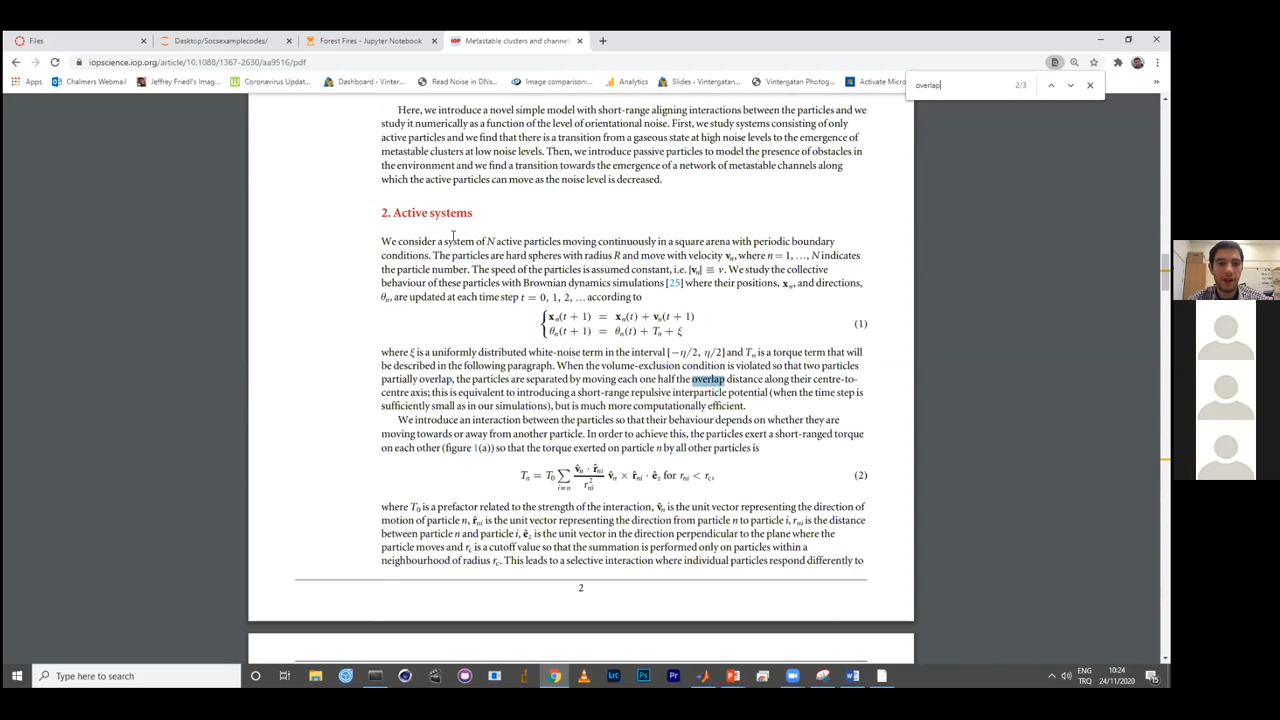 Files
Desktop/Socsexamplecodes/
Forest Fires - Jupyter Notebook
Metastable clusters and channel
iopscience.iop.org/article/10.1088/1367-2630/aa9516/pdf
Apps
Chalmers Webmail
Jeffrey Friedl's Imag...
Coronavirus Updat...
Dashboard ‹ Vinter...
Read Noise in DNs...
Image comparison:...
Analytics
Slides ‹ Vintergatan...
Vintergatan Photog...
Activate Micro
overlap
2/3
Here, we introduce a novel simple model with short-range aligning interactions between the particles and we
study it numerically as a function of the level of orientational noise. First, we study systems consisting of only
active particles and we find that there is a transition from a gaseous state at high noise levels to the emergence of
metastable clusters at low noise levels. Then, we introduce passive particles to model the presence of obstacles in
the environment and we find a transition towards the emergence of a network of metastable channels along
which the active particles can move as the noise level is decreased.
2. Active systems
We consider a system of N active particles moving continuously in a square arena with periodic boundary
conditions. The particles are hard spheres with radius R and move with velocity vₙ, where n = 1, …, N indicates
the particle number. The speed of the particles is assumed constant, i.e. |vₙ| ≡ v. We study the collective
behaviour of these particles with Brownian dynamics simulations [25] where their positions, xₙ, and directions,
θₙ, are updated at each time step t = 0, 1, 2, … according to
xₙ(t + 1) = xₙ(t) + vₙ(t + 1)
θₙ(t + 1) = θₙ(t) + Tₙ + ξ
(1)
where ξ is a uniformly distributed white-noise term in the interval [−η/2, η/2] and Tₙ is a torque term that will
be described in the following paragraph. When the volume-exclusion condition is violated so that two particles
partially overlap, the particles are separated by moving each one half the overlap distance along their centre-to-
centre axis; this is equivalent to introducing a short-range repulsive interparticle potential (when the time step is
sufficiently small as in our simulations), but is much more computationally efficient.
We introduce an interaction between the particles so that their behaviour depends on whether they are
moving towards or away from another particle. In order to achieve this, the particles exert a short-ranged torque
on each other (figure 1(a)) so that the torque exerted on particle n by all other particles is
Tₙ = T₀ ∑_{i≠n} (v̂ₙ · r̂ₙᵢ / rₙᵢ²) v̂ₙ × r̂ₙᵢ · ê_z for rₙᵢ < r_c, (2)
where T₀ is a prefactor related to the strength of the interaction, v̂ₙ is the unit vector representing the direction of
motion of particle n, r̂ₙᵢ is the unit vector representing the direction from particle n to particle i, rₙᵢ is the distance
between particle n and particle i, ê_z is the unit vector in the direction perpendicular to the plane where the
particle moves and r_c is a cutoff value so that the summation is performed only on particles within a
neighbourhood of radius r_c. This leads to a selective interaction where individual particles respond differently to
2
Type here to search
Lrc
Ps
Pr
ENG
TRQ
10:24
24/11/2020